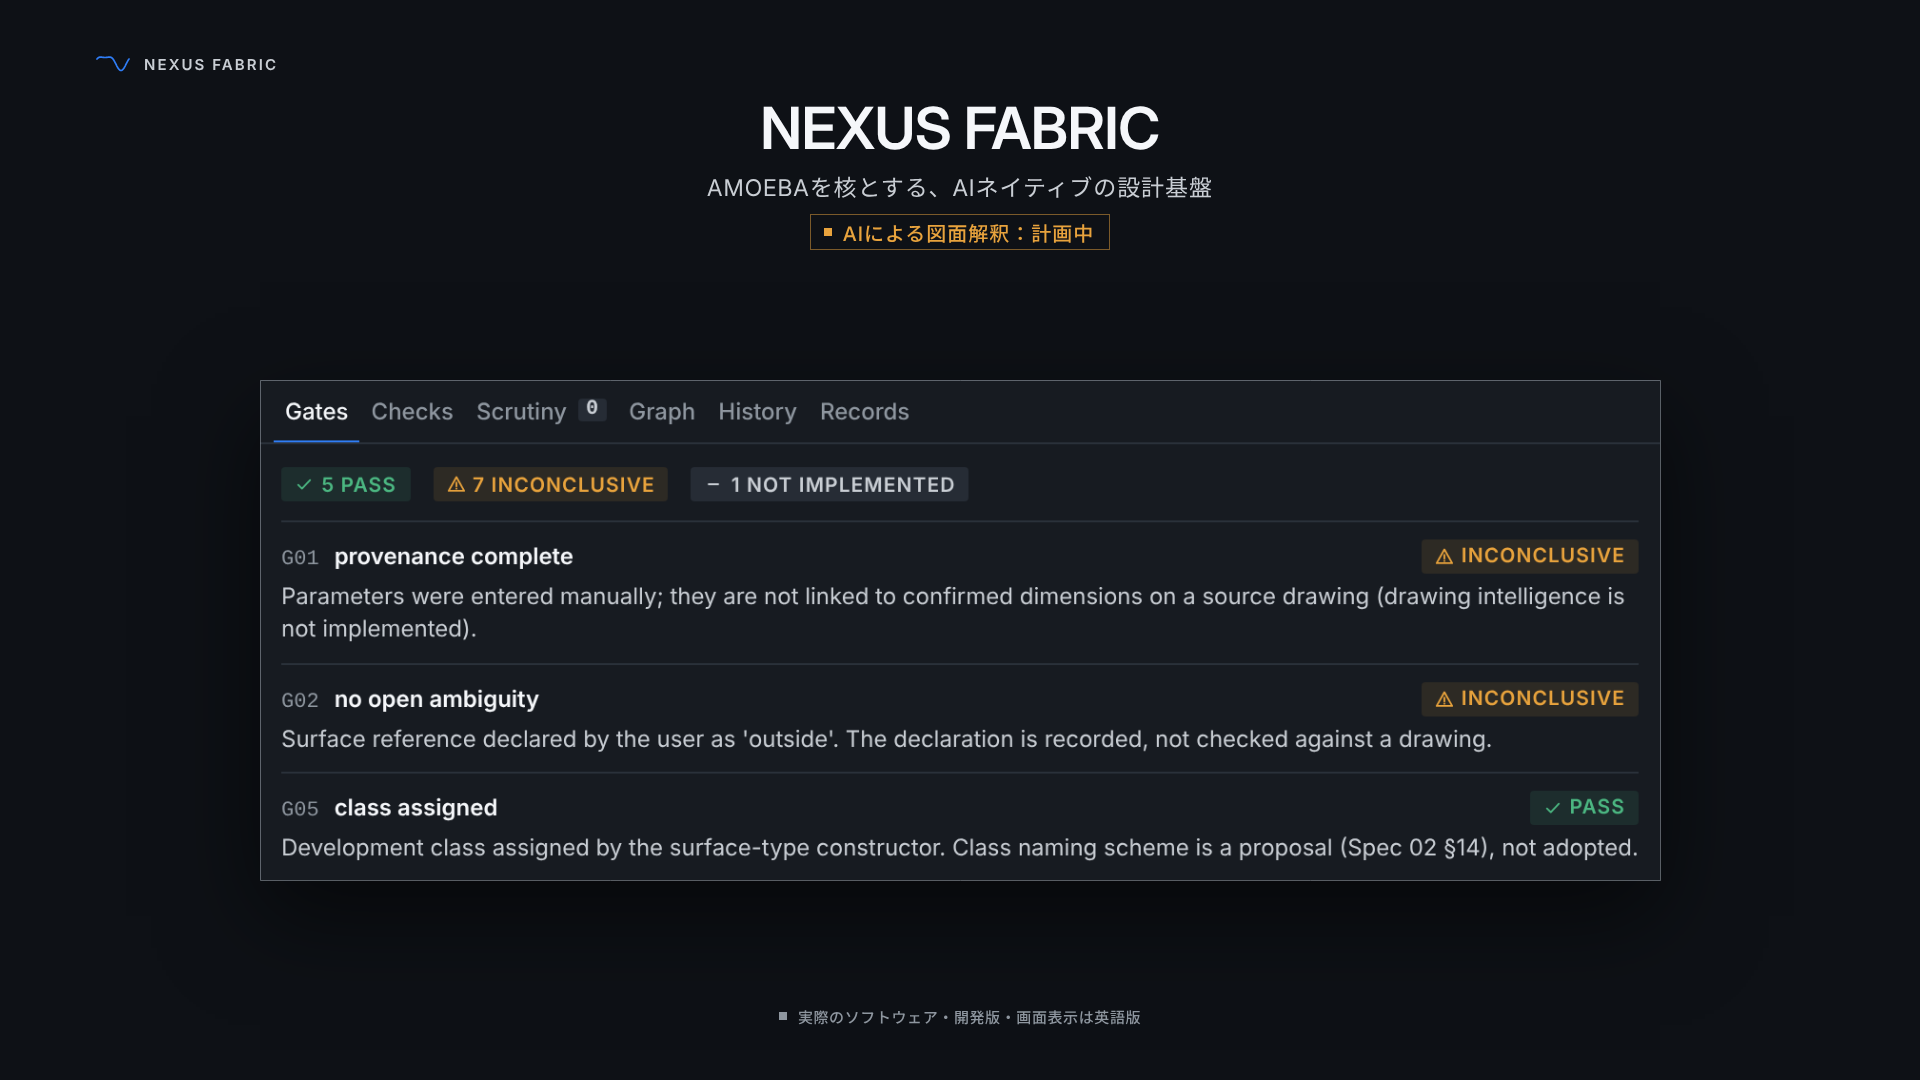 NEXUS FABRIC
NEXUS FABRIC
AMOEBAを核とする、AIネイティブの設計基盤
AIによる図面解釈：計画中
Gates Checks Scrutiny 0 Graph History Records
5 PASS 7 INCONCLUSIVE 1 NOT IMPLEMENTED
G01 provenance complete INCONCLUSIVE
Parameters were entered manually; they are not linked to confirmed dimensions on a source drawing (drawing intelligence is
not implemented).
G02 no open ambiguity INCONCLUSIVE
Surface reference declared by the user as 'outside'. The declaration is recorded, not checked against a drawing.
G05 class assigned PASS
Development class assigned by the surface-type constructor. Class naming scheme is a proposal (Spec 02 §14), not adopted.
実際のソフトウェア・開発版・画面表示は英語版